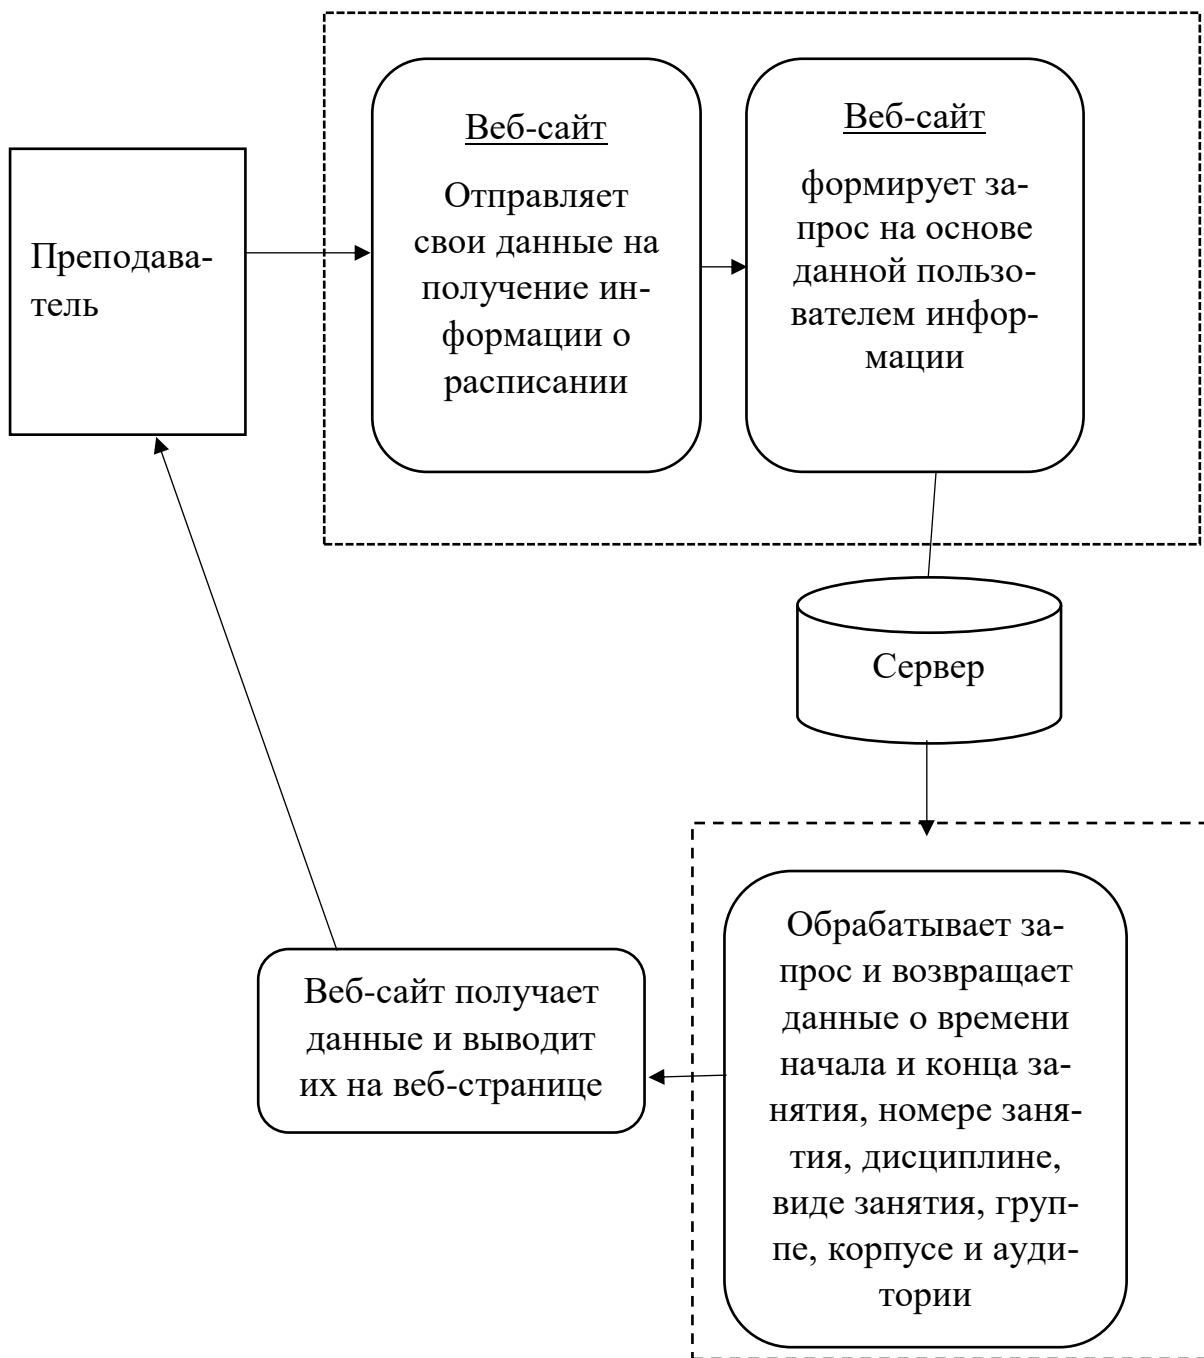 Преподава-
тель
Веб-сайт
Отправляет
свои данные на
получение ин-
формации о
расписании
Веб-сайт
формирует за-
прос на основе
данной пользо-
вателем инфор-
мации
Сервер
Обрабатывает за-
прос и возвращает
данные о времени
начала и конца за-
нятия, номере заня-
тия, дисциплине,
виде занятия, груп-
пе, корпусе и ауди-
тории
Веб-сайт получает
данные и выводит
их на веб-странице